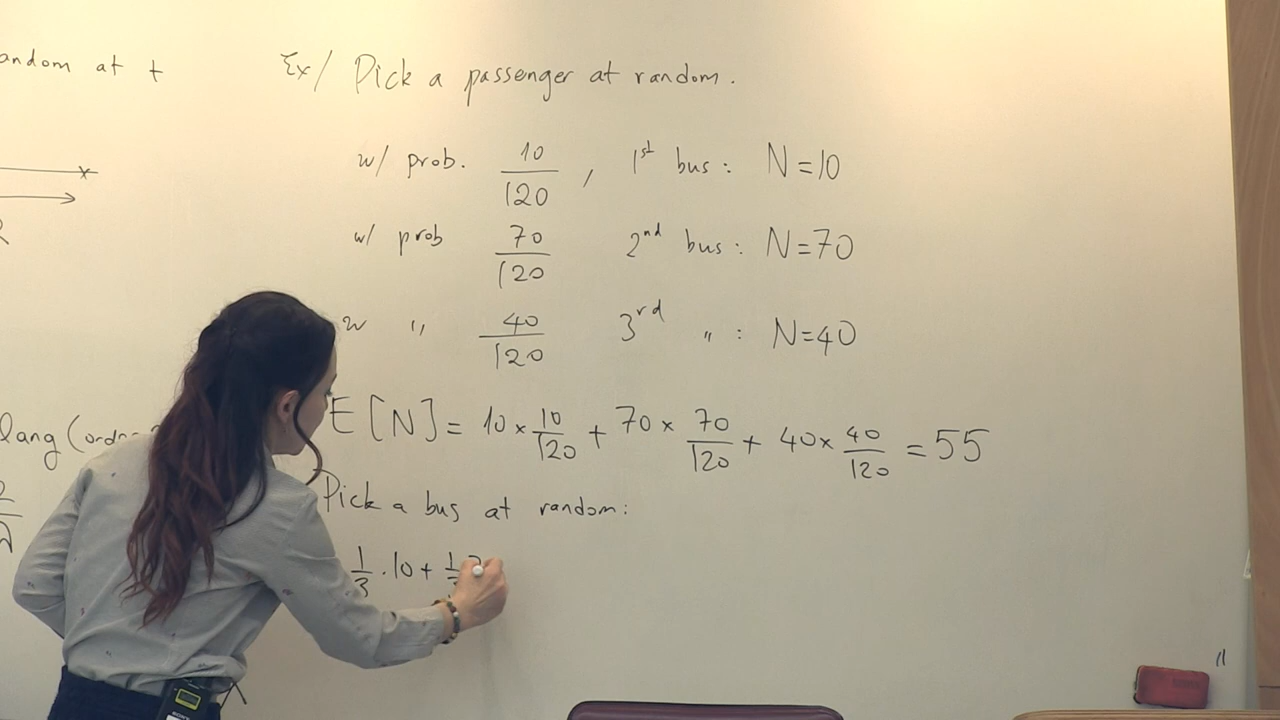 andom at t
Ex/ Pick a passenger at random.
w/ prob. 10/120 , 1st bus : N=10
w/ prob 70/120 2nd bus : N=70
w " 40/120 3rd " : N=40
E[N] = 10 × 10/120 + 70 × 70/120 + 40 × 40/120 = 55
lang (ord
Pick a bus at random:
1/3 · 10 + 1/